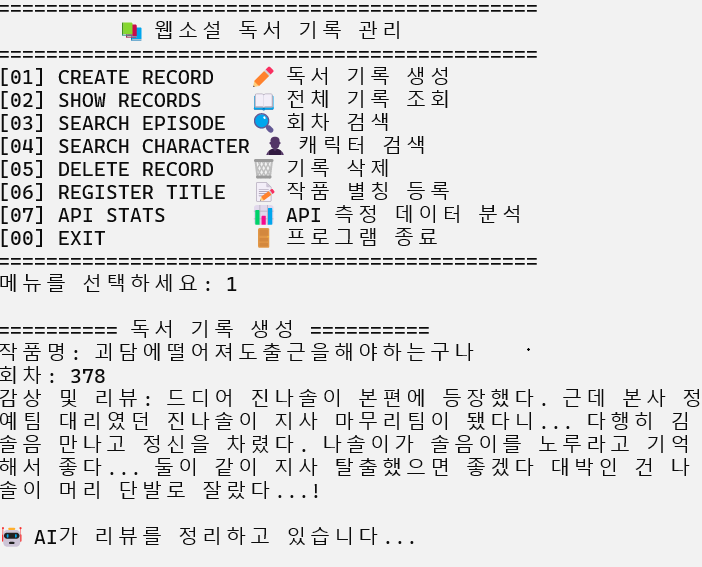 ==============================================
📚 웹소설 독서 기록 관리
==============================================
[01] CREATE RECORD ✏️ 독서 기록 생성
[02] SHOW RECORDS 📖 전체 기록 조회
[03] SEARCH EPISODE 🔍 회차 검색
[04] SEARCH CHARACTER 👤 캐릭터 검색
[05] DELETE RECORD 🗑️ 기록 삭제
[06] REGISTER TITLE 📝 작품 별칭 등록
[07] API STATS 📊 API 측정 데이터 분석
[00] EXIT 🚪 프로그램 종료
==============================================
메뉴를 선택하세요: 1
========== 독서 기록 생성 ==========
작품명: 괴담에떨어져도출근을해야하는구나
회차: 378
감상 및 리뷰: 드디어 진나솔이 본편에 등장했다. 근데 본사 정
예팀 대리였던 진나솔이 지사 마무리팀이 됐다니... 다행히 김
솔음 만나고 정신을 차렸다. 나솔이가 솔음이를 노루라고 기억
해서 좋다... 둘이 같이 지사 탈출했으면 좋겠다 대박인 건 나
솔이 머리 단발로 잘랐다...!
🤖 AI가 리뷰를 정리하고 있습니다...